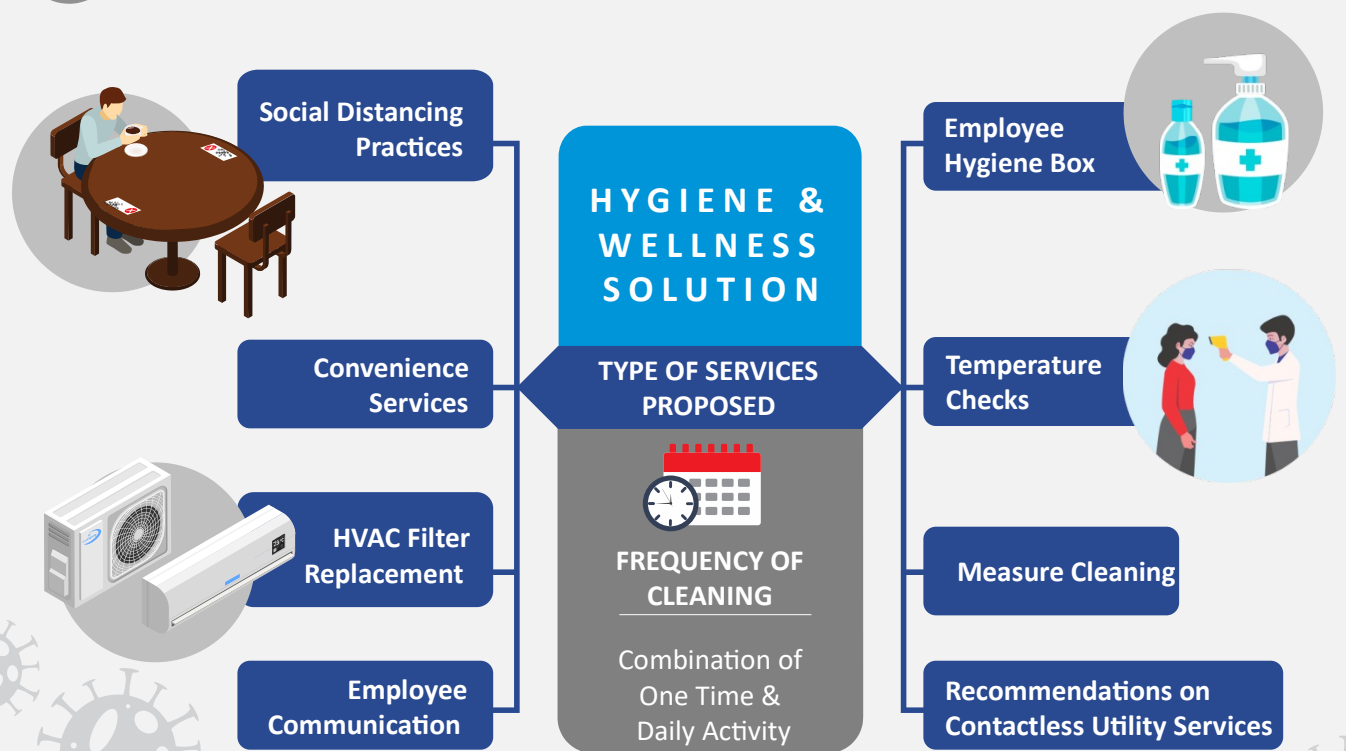 Social Distancing
Practices
Convenience
Services
HVAC Filter
Replacement
Employee
Communication
HYGIENE &
WELLNESS
SOLUTION
TYPE OF SERVICES
PROPOSED
FREQUENCY OF
CLEANING
Combination of
One Time &
Daily Activity
Employee
Hygiene Box
Temperature
Checks
Measure Cleaning
Recommendations on
Contactless Utility Services